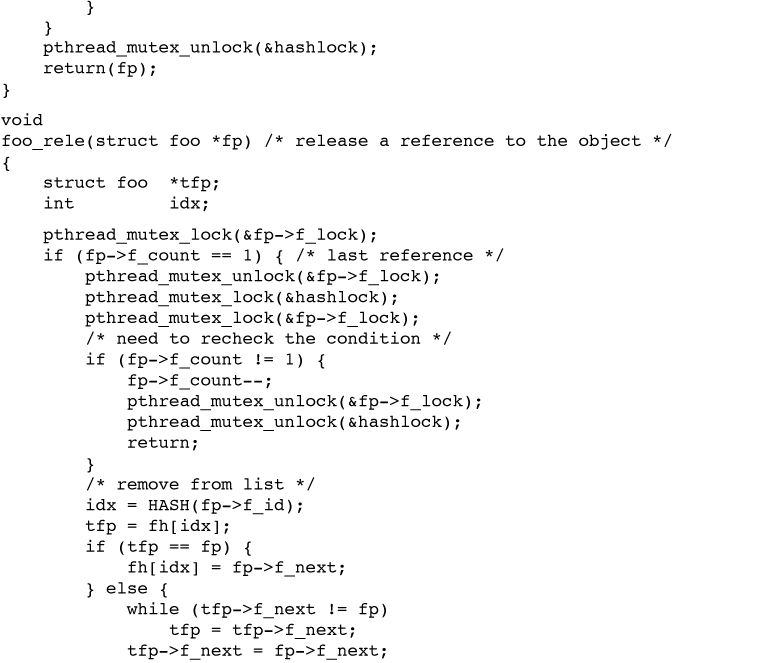 }
    }
    pthread_mutex_unlock(&hashlock);
    return(fp);
}
void
foo_rele(struct foo *fp) /* release a reference to the object */
{
    struct foo  *tfp;
    int         idx;
    pthread_mutex_lock(&fp->f_lock);
    if (fp->f_count == 1) { /* last reference */
        pthread_mutex_unlock(&fp->f_lock);
        pthread_mutex_lock(&hashlock);
        pthread_mutex_lock(&fp->f_lock);
        /* need to recheck the condition */
        if (fp->f_count != 1) {
            fp->f_count--;
            pthread_mutex_unlock(&fp->f_lock);
            pthread_mutex_unlock(&hashlock);
            return;
        }
        /* remove from list */
        idx = HASH(fp->f_id);
        tfp = fh[idx];
        if (tfp == fp) {
            fh[idx] = fp->f_next;
        } else {
            while (tfp->f_next != fp)
                tfp = tfp->f_next;
            tfp->f_next = fp->f_next;